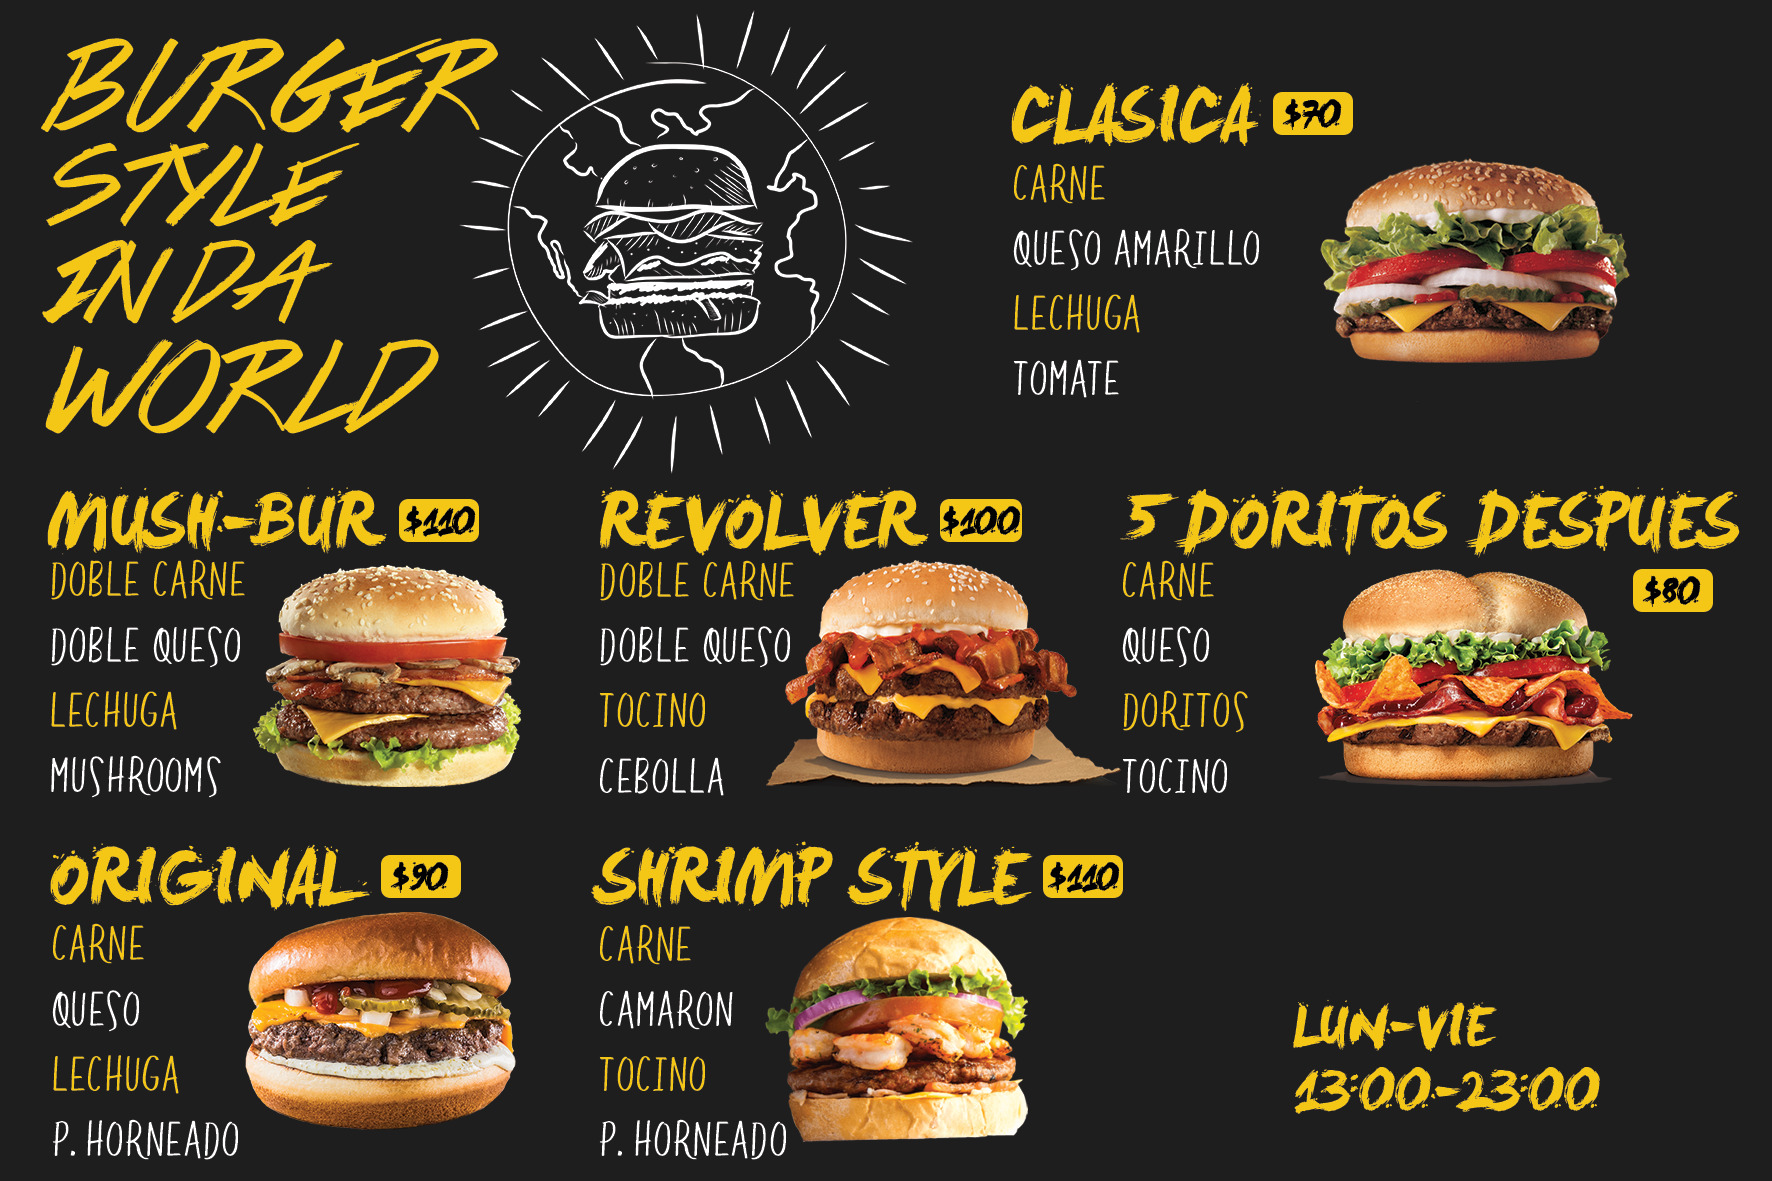 BURGER
STYLE
IN DA
WORLD
CLASICA $70
CARNE
QUESO AMARILLO
LECHUGA
TOMATE
MUSH-BUR $110
DOBLE CARNE
DOBLE QUESO
LECHUGA
MUSHROOMS
REVOLVER $100
DOBLE CARNE
DOBLE QUESO
TOCINO
CEBOLLA
5 DORITOS DESPUES
$80
CARNE
QUESO
DORITOS
TOCINO
ORIGINAL $90
CARNE
QUESO
LECHUGA
P. HORNEADO
SHRIMP STYLE $110
CARNE
CAMARON
TOCINO
P. HORNEADO
LUN-VIE
13:00-23:00